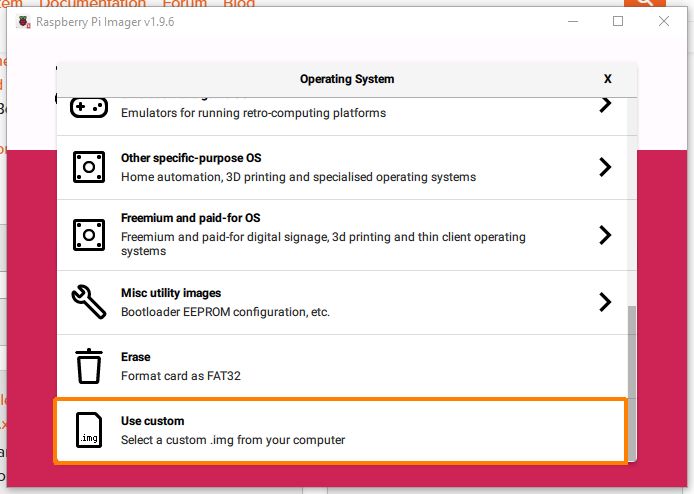 Documentation Forum Blog
Raspberry Pi Imager v1.9.6
Operating System X
Emulators for running retro-computing platforms
Other specific-purpose OS
Home automation, 3D printing and specialised operating systems
Freemium and paid-for OS
Freemium and paid-for digital signage, 3d printing and thin client operating
systems
Misc utility images
Bootloader EEPROM configuration, etc.
Erase
Format card as FAT32
Use custom
.img
Select a custom .img from your computer